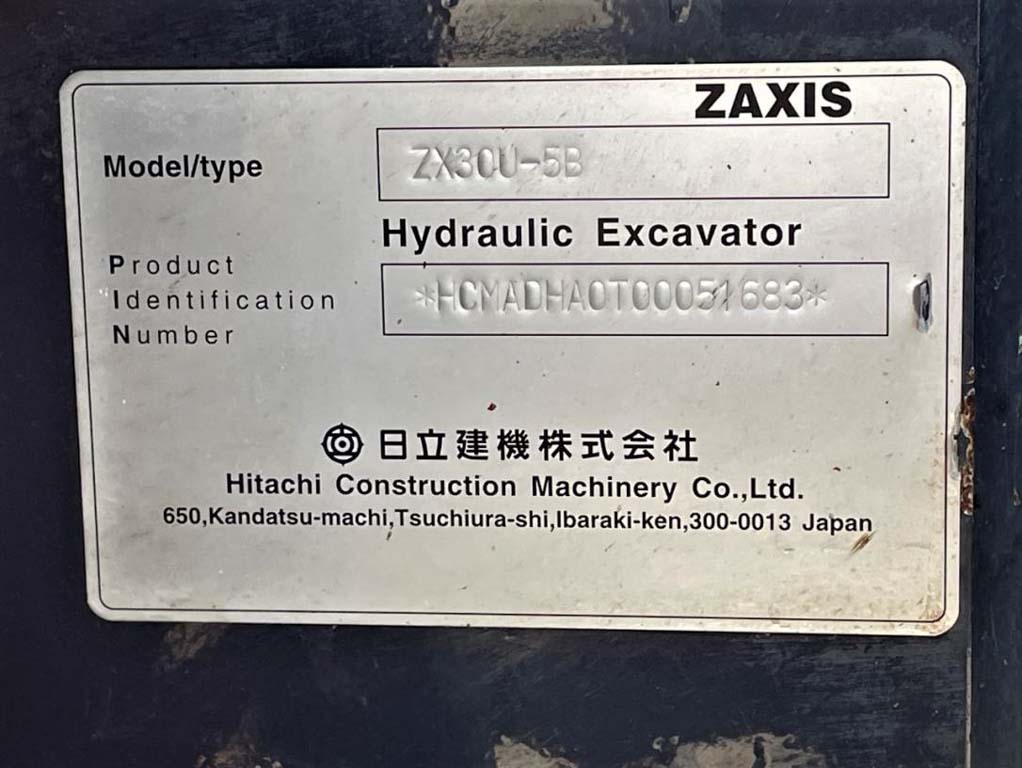 ZAXIS
Model/type ZX30U-5B
Hydraulic Excavator
Product
Identification
Number
*HCMADHA0T00051683*
日立建機株式会社
Hitachi Construction Machinery Co.,Ltd.
650,Kandatsu-machi,Tsuchiura-shi,Ibaraki-ken,300-0013 Japan